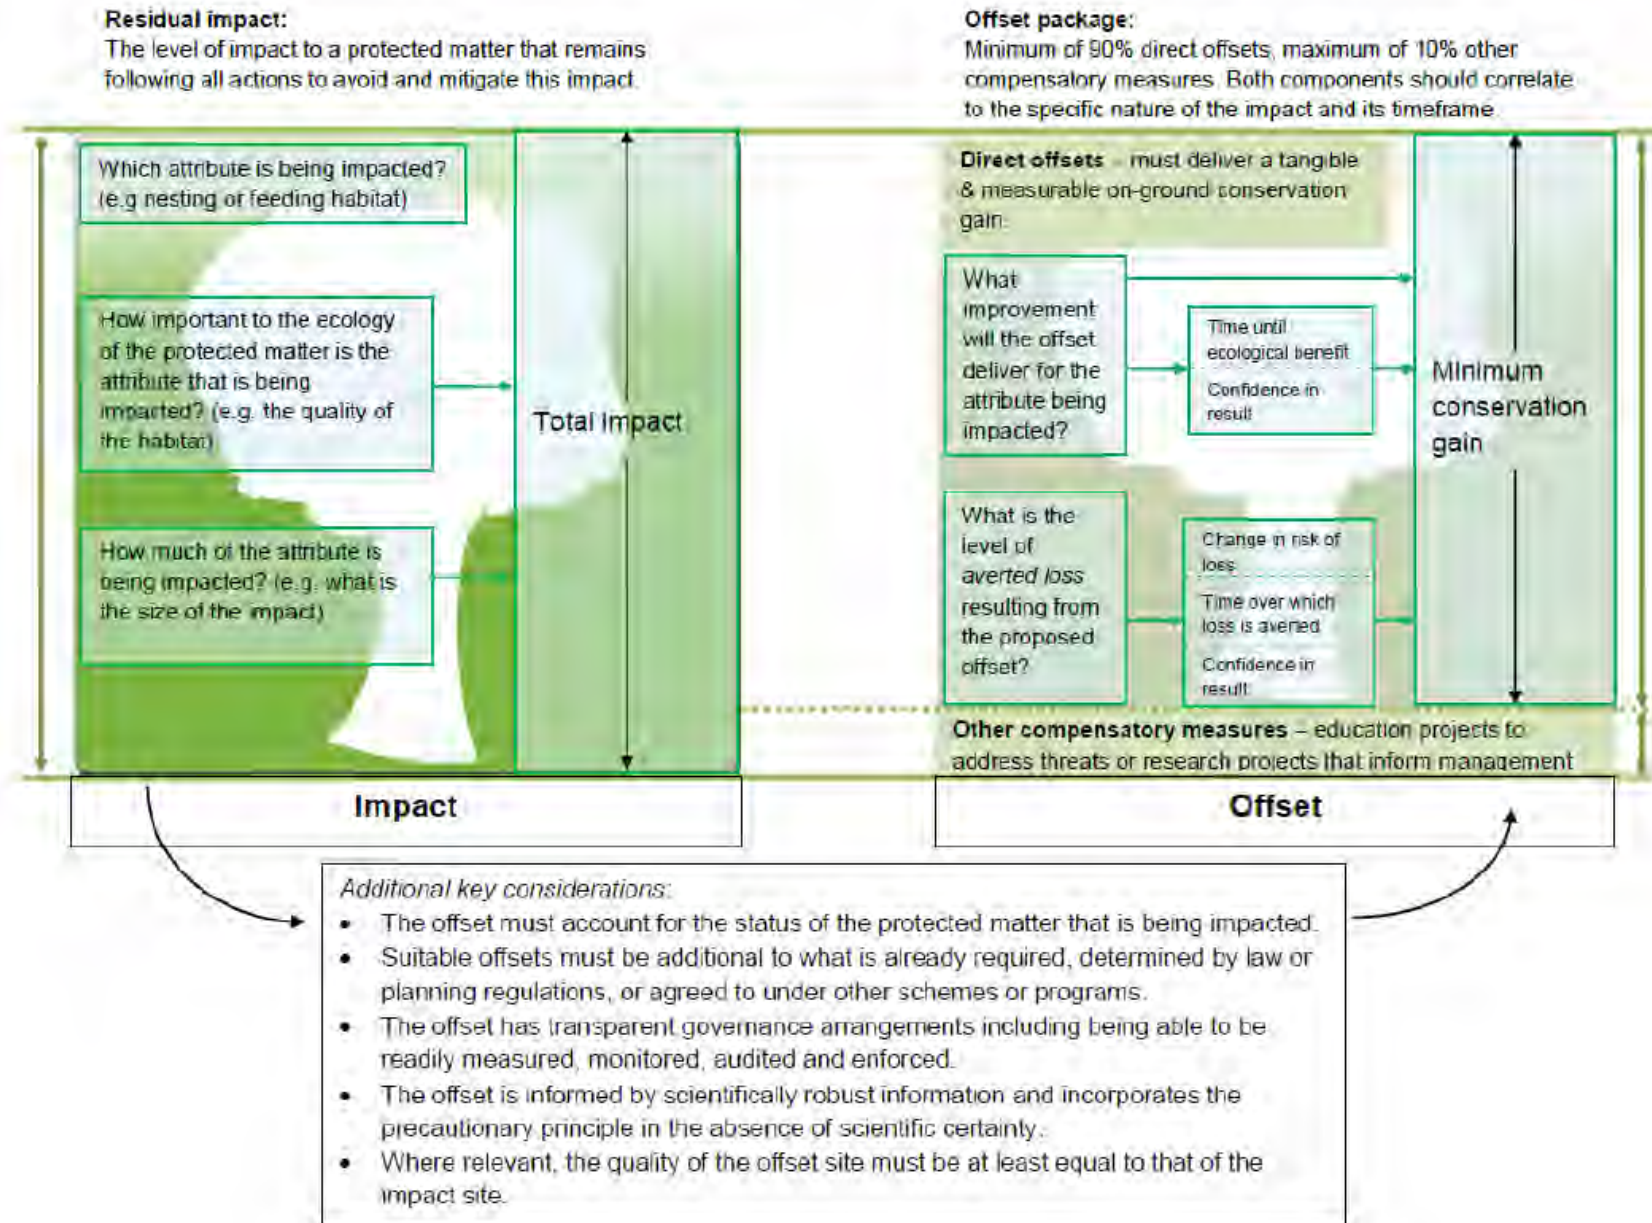 Residual impact:
The level of impact to a protected matter that remains
following all actions to avoid and mitigate this impact.
Offset package:
Minimum of 90% direct offsets, maximum of 10% other
compensatory measures. Both components should correlate
to the specific nature of the impact and its timeframe
Which attribute is being impacted?
(e.g nesting or feeding habitat)
How important to the ecology
of the protected matter is the
attribute that is being
impacted? (e.g. the quality of
the habitat)
How much of the attribute is
being impacted? (e.g. what is
the size of the impact)
Total impact
Direct offsets – must deliver a tangible
& measurable on-ground conservation
gain.
What
improvement
will the offset
deliver for the
attribute being
impacted?
Time until
ecological benefit
Confidence in
result
What is the
level of
averted loss
resulting from
the proposed
offset?
Change in risk of
loss
Time over which
loss is averted
Confidence in
result
Minimum
conservation
gain
Other compensatory measures – education projects to
address threats or research projects that inform management
Impact
Offset
Additional key considerations:
• The offset must account for the status of the protected matter that is being impacted.
• Suitable offsets must be additional to what is already required, determined by law or
planning regulations, or agreed to under other schemes or programs.
• The offset has transparent governance arrangements including being able to be
readily measured, monitored, audited and enforced.
• The offset is informed by scientifically robust information and incorporates the
precautionary principle in the absence of scientific certainty.
• Where relevant, the quality of the offset site must be at least equal to that of the
impact site.